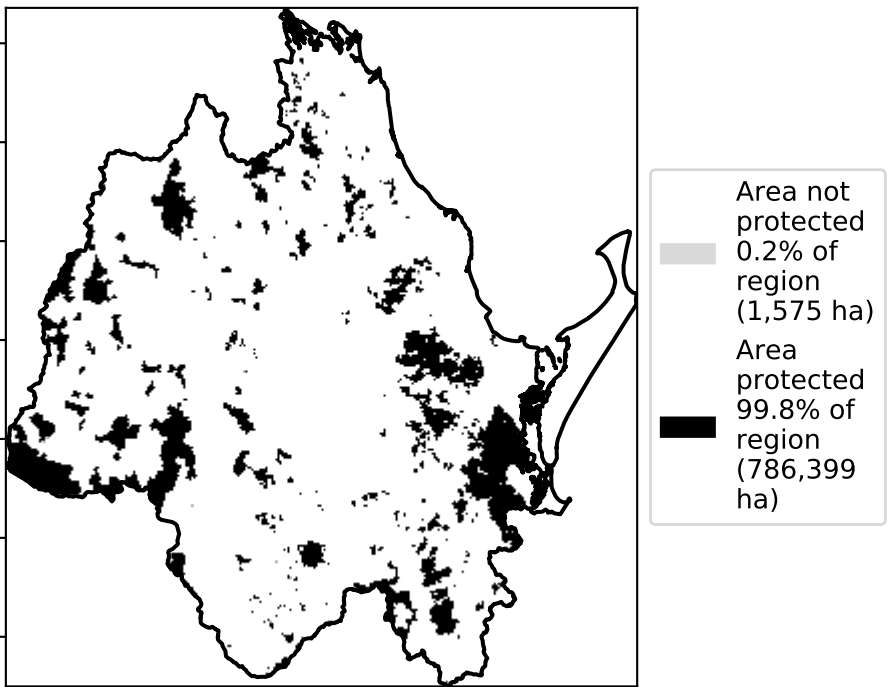 Area not
protected
0.2% of
region
(1,575 ha)
Area
protected
99.8% of
region
(786,399
ha)